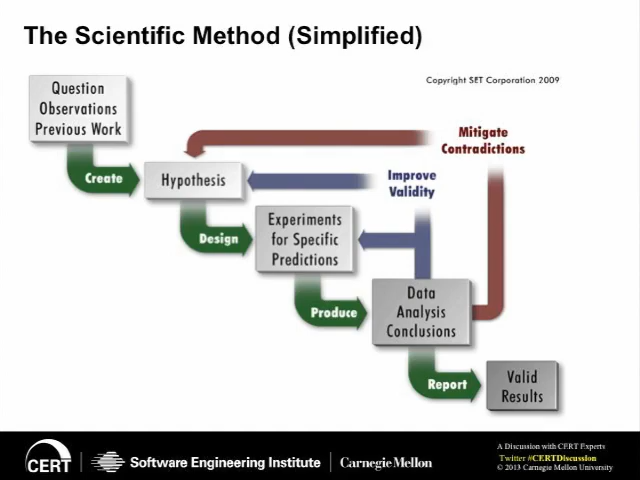 The Scientific Method (Simplified)
Copyright SET Corporation 2009
Question
Observations
Previous Work
Mitigate
Contradictions
Create
Hypothesis
Improve
Validity
Design
Experiments
for Specific
Predictions
Produce
Data
Analysis
Conclusions
Report
Valid
Results
CERT
Software Engineering Institute
Carnegie Mellon
A Discussion with CERT Experts
Twitter #CERTDiscussion
© 2013 Carnegie Mellon University